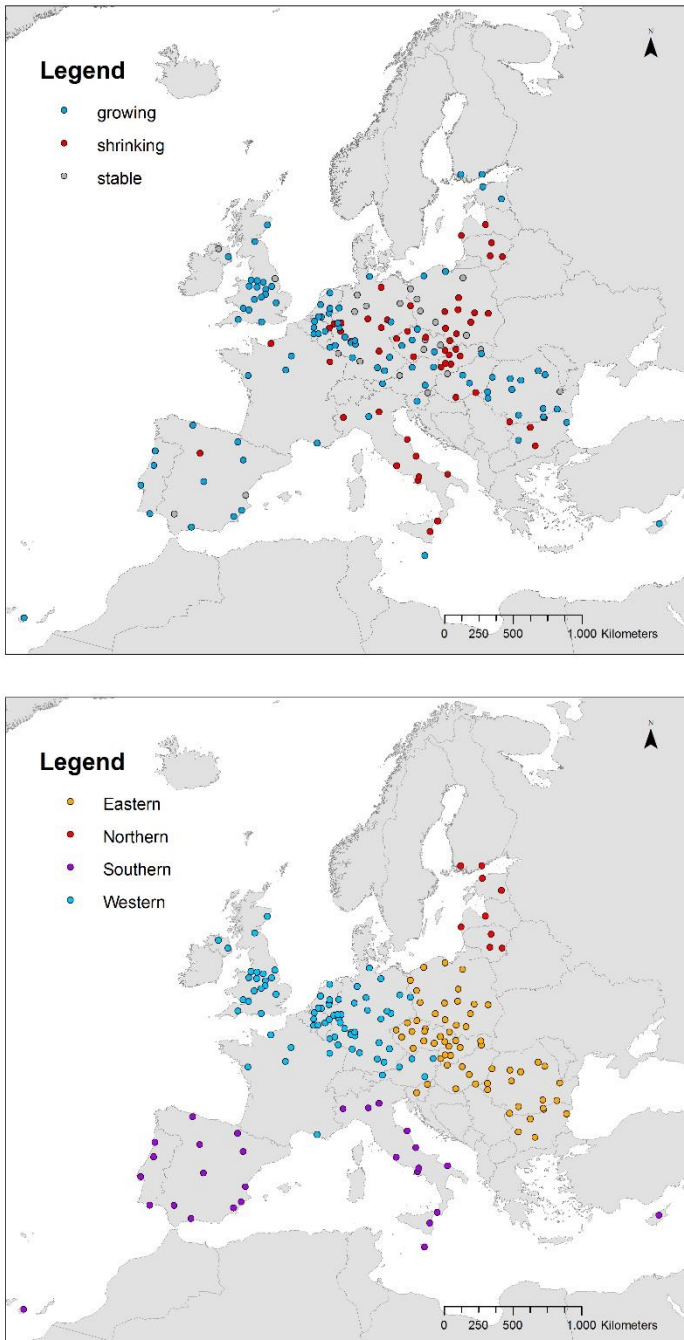 N
Legend
growing
shrinking
stable
0 250 500 1.000 Kilometers
N
Legend
Eastern
Northern
Southern
Western
0 250 500 1.000 Kilometers